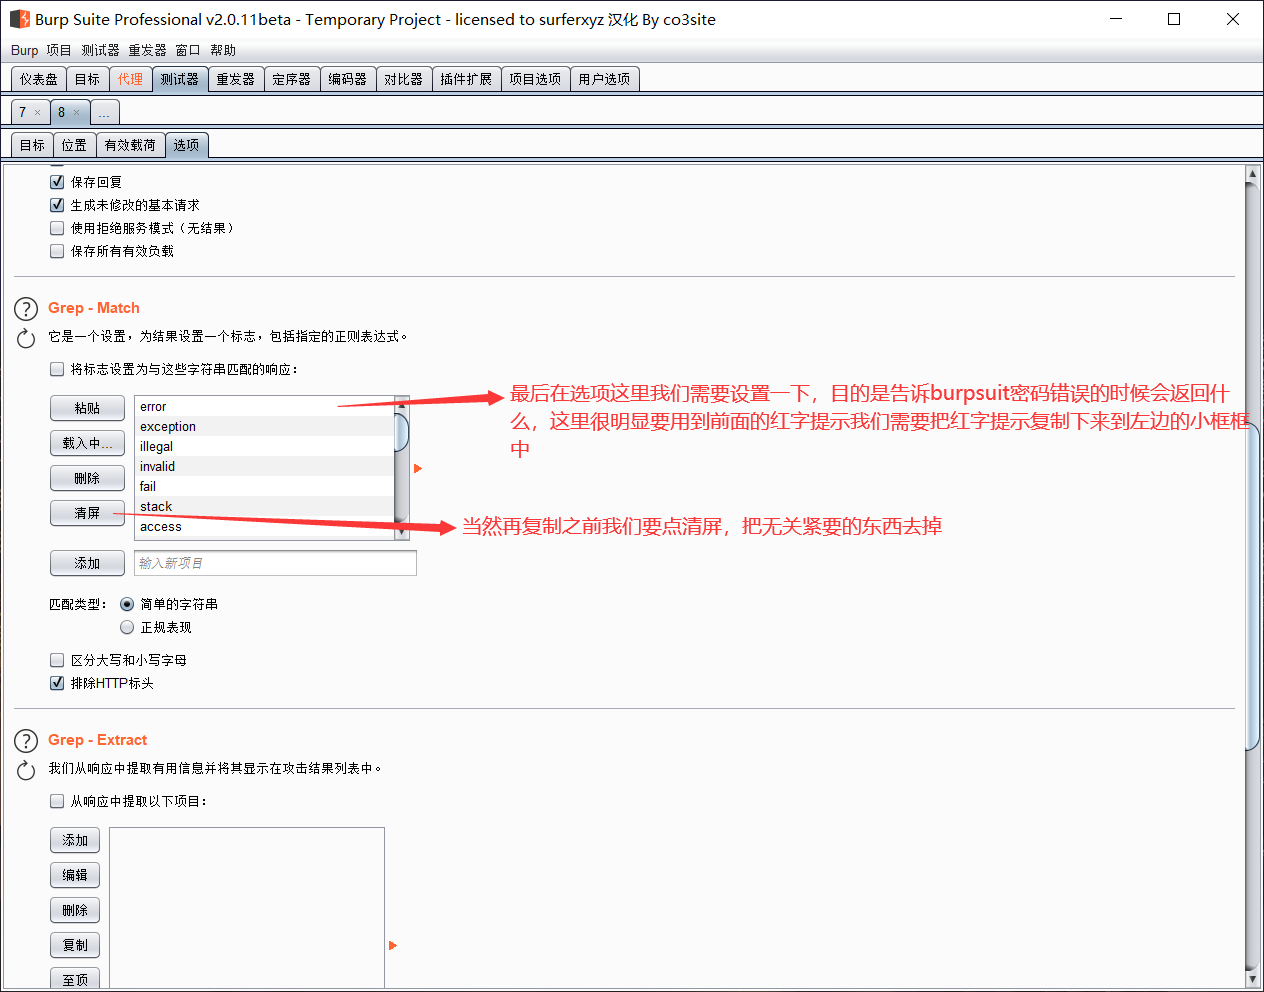 Burp Suite Professional v2.0.11beta - Temporary Project - licensed to surferxyz 汉化 By co3site
Burp 项目 测试器 重发器 窗口 帮助
仪表盘 目标 代理 测试器 重发器 定序器 编码器 对比器 插件扩展 项目选项 用户选项
7 × 8 × ...
目标 位置 有效载荷 选项
保存回复
生成未修改的基本请求
使用拒绝服务模式（无结果）
保存所有有效负载
Grep - Match
它是一个设置，为结果设置一个标志，包括指定的正则表达式。
将标志设置为与这些字符串匹配的响应：
粘贴
载入中...
删除
清屏
error
exception
illegal
invalid
fail
stack
access
最后在选项这里我们需要设置一下，目的是告诉burpsuit密码错误的时候会返回什
么，这里很明显要用到前面的红字提示我们需要把红字提示复制下来到左边的小框框
中
当然再复制之前我们要点清屏，把无关紧要的东西去掉
添加 输入新项目
匹配类型： 简单的字符串
正规表现
区分大写和小写字母
排除HTTP标头
Grep - Extract
我们从响应中提取有用信息并将其显示在攻击结果列表中。
从响应中提取以下项目：
添加
编辑
删除
复制
至顶